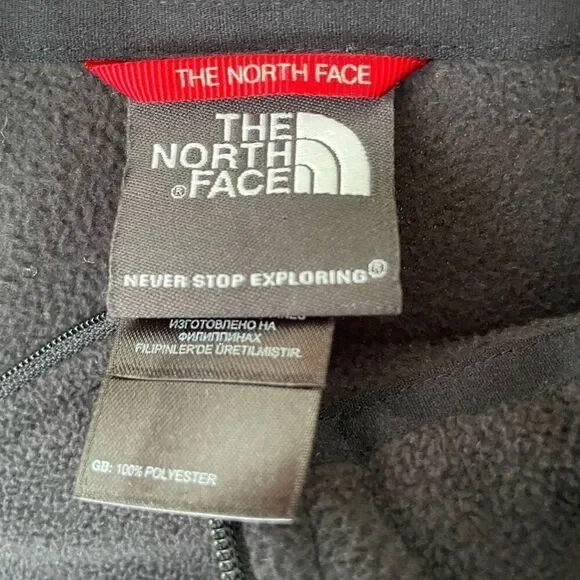 THE NORTH FACE
THE
NORTH
®FACE
NEVER STOP EXPLORING®
ИЗГОТОВЛЕНО НА
ФИЛИППИНАХ
FILIPINLER'DE ÜRETILMIŞTIR.
GB: 100% POLYESTER